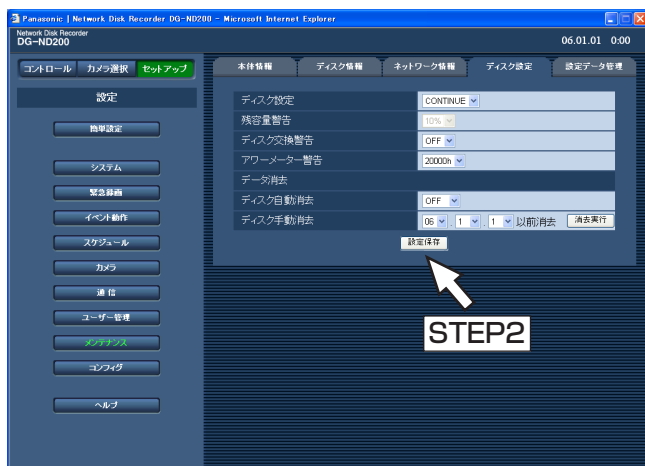 Panasonic | Network Disk Recorder DG-ND200 - Microsoft Internet Explorer
Network Disk Recorder
DG-ND200
06.01.01 0:00
コントロール カメラ選択 セットアップ
本体情報 ディスク情報 ネットワーク情報 ディスク設定 設定データ管理
設定
簡単設定
システム
緊急録画
イベント動作
スケジュール
カメラ
通信
ユーザー管理
メンテナンス
コンフィグ
ヘルプ
ディスク設定 CONTINUE
残容量警告 10%
ディスク交換警告 OFF
アワーメーター警告 20000h
データ消去
ディスク自動消去 OFF
ディスク手動消去 06 . 1 . 1 以前消去 消去実行
設定保存
STEP2